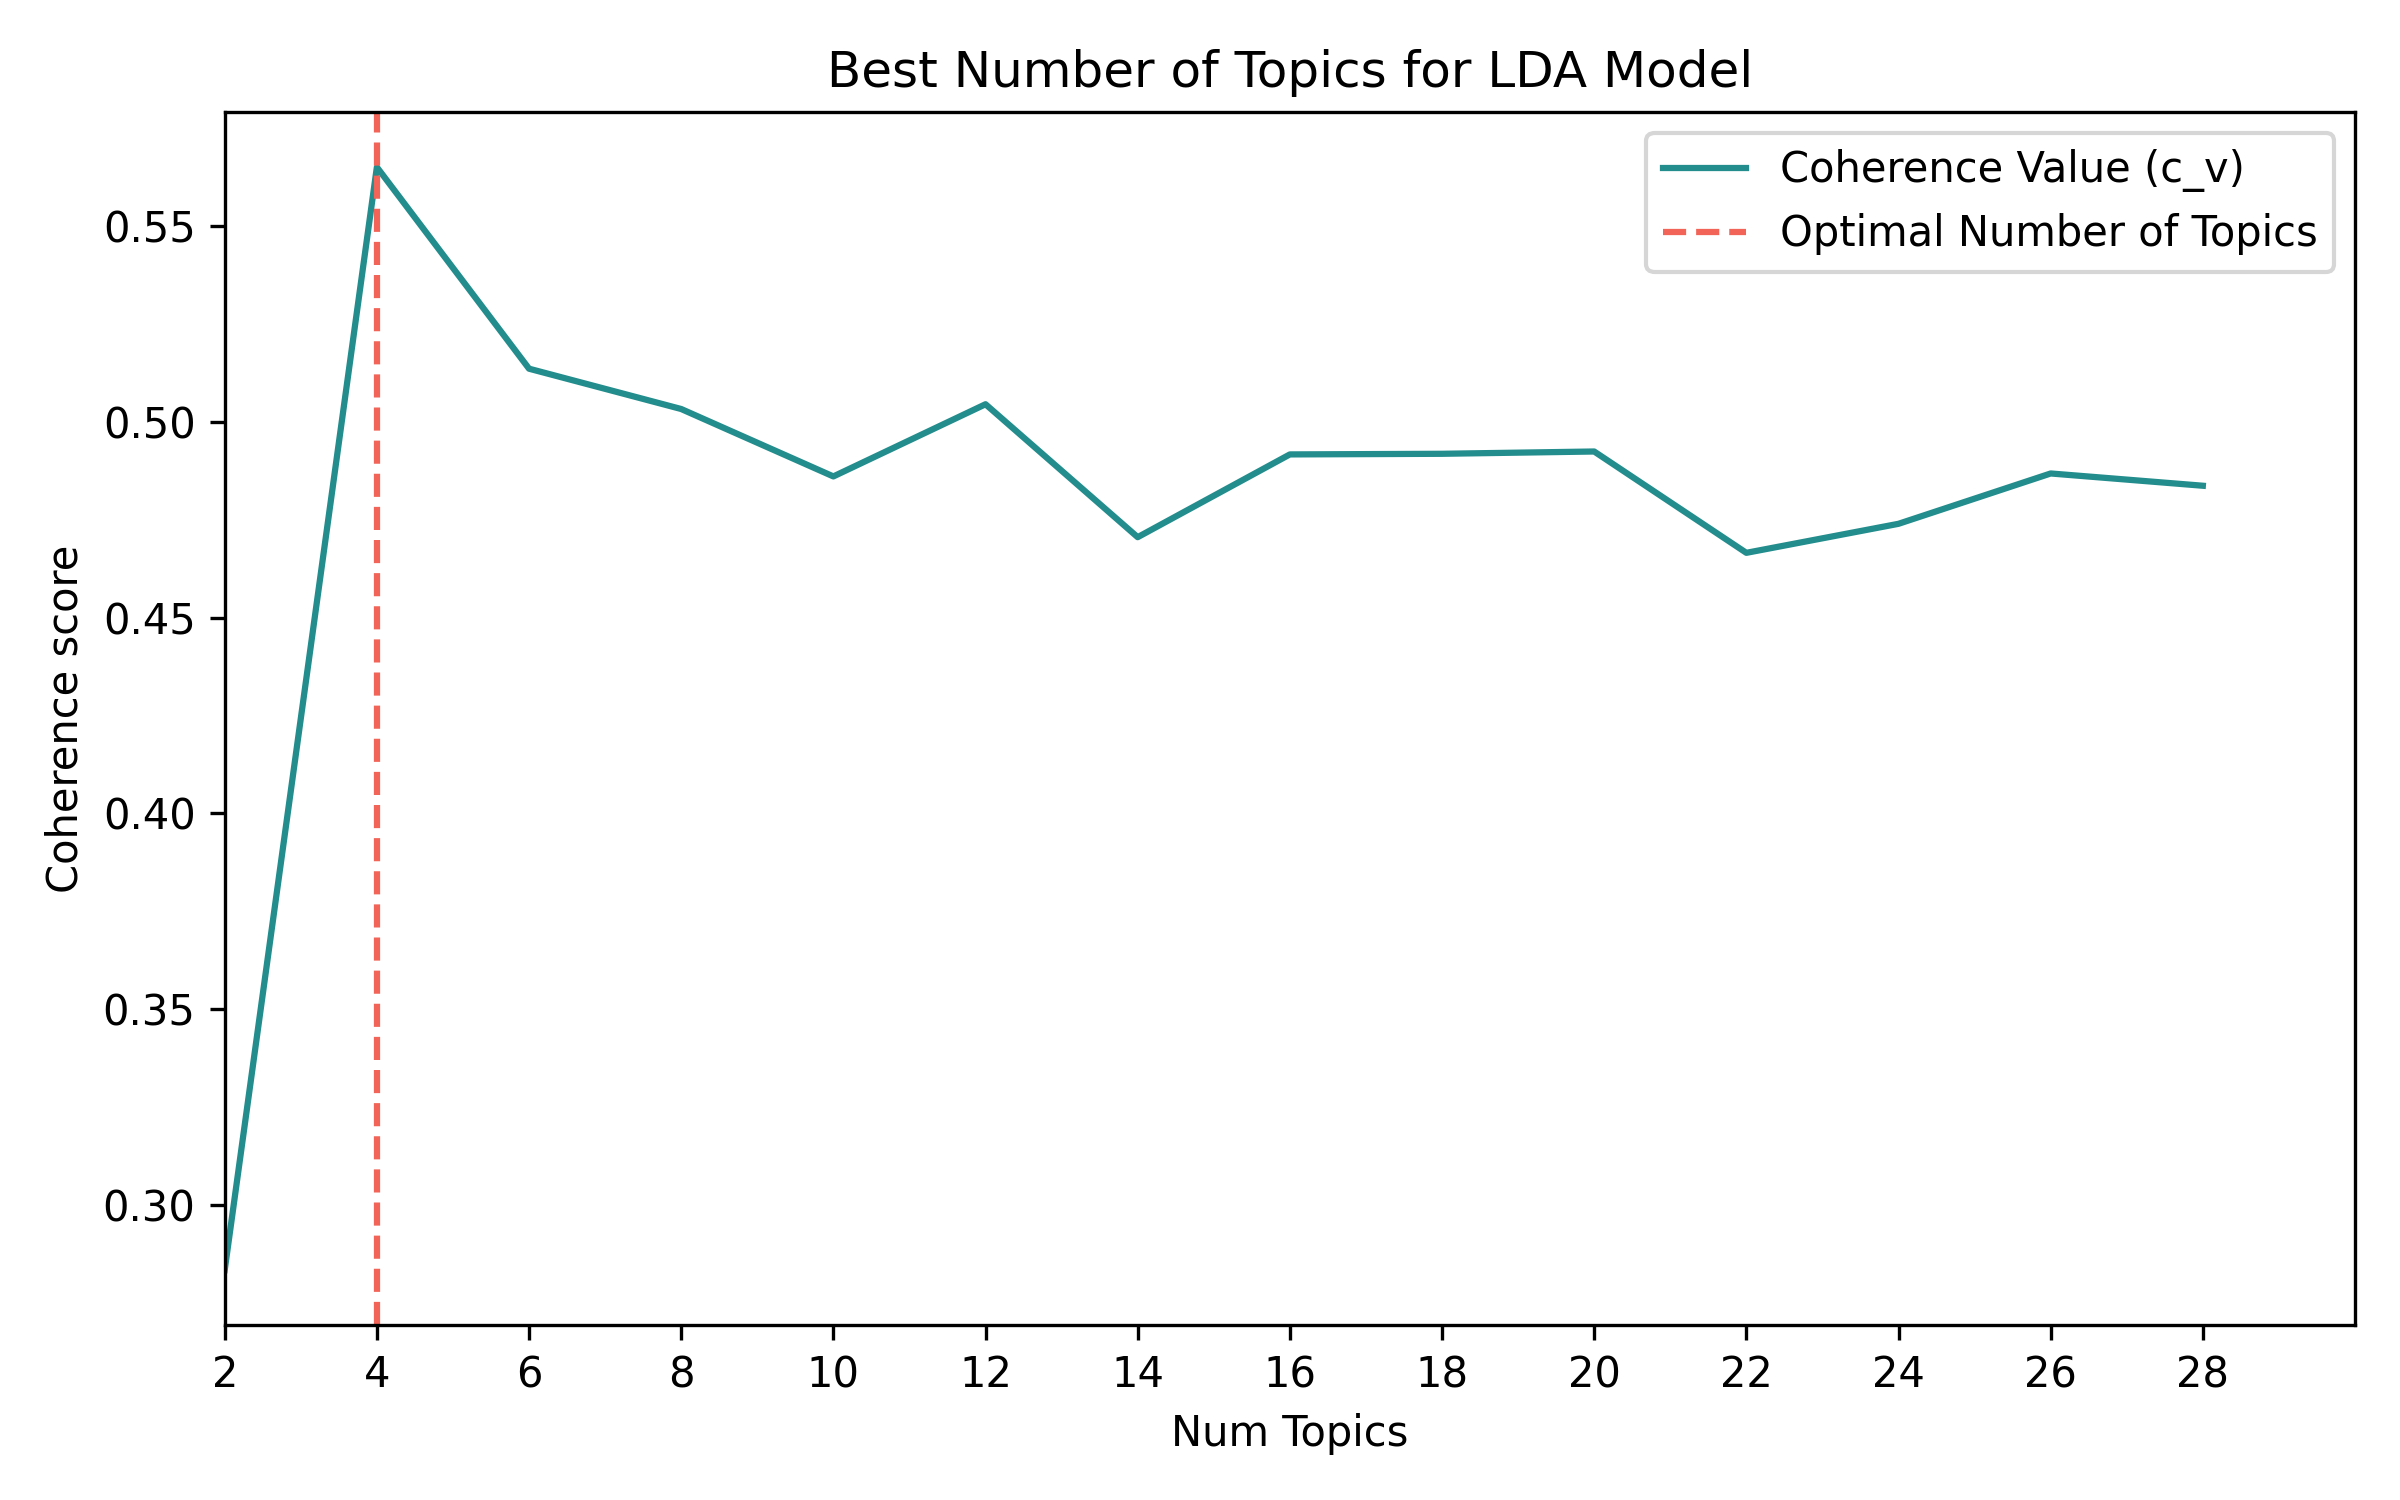 Best Number of Topics for LDA Model
Coherence Value (c_v)
Optimal Number of Topics
0.55
0.50
0.45
0.40
0.35
0.30
Coherence score
2 4 6 8 10 12 14 16 18 20 22 24 26 28
Num Topics